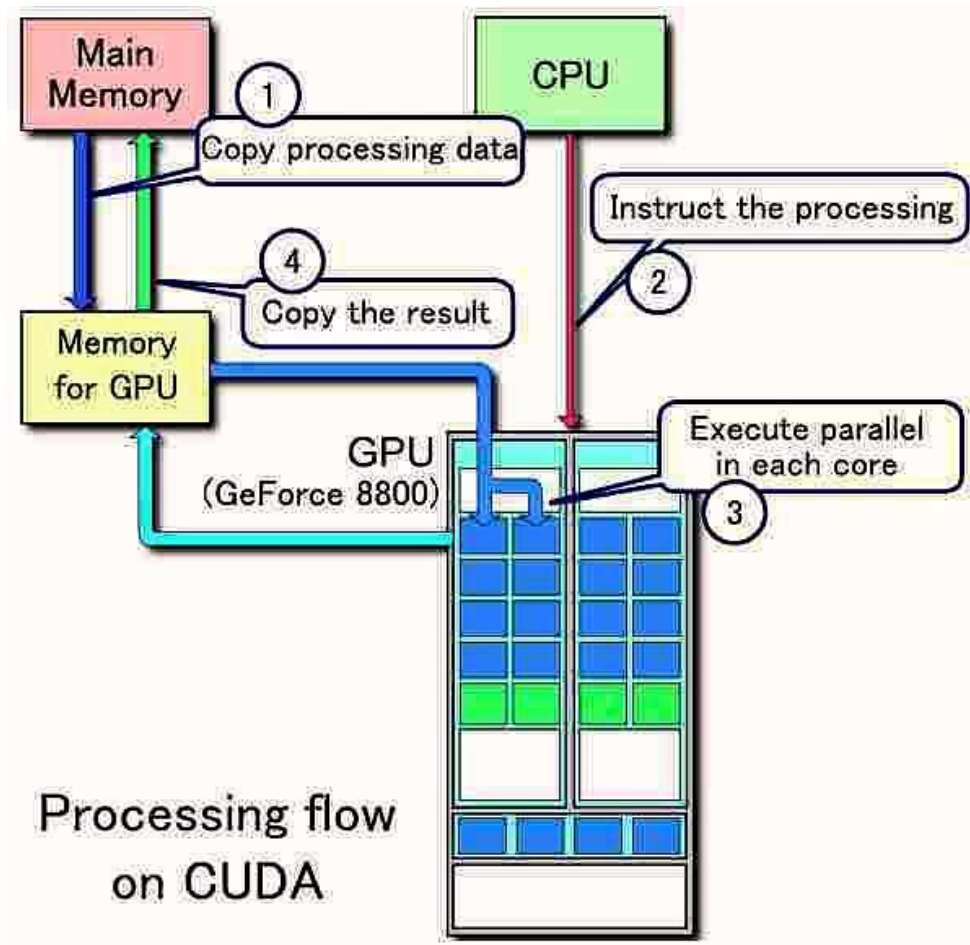 Main
Memory
CPU
1
Copy processing data
Instruct the processing
2
4
Copy the result
Memory
for GPU
GPU
(GeForce 8800)
Execute parallel
in each core
3
Processing flow
on CUDA